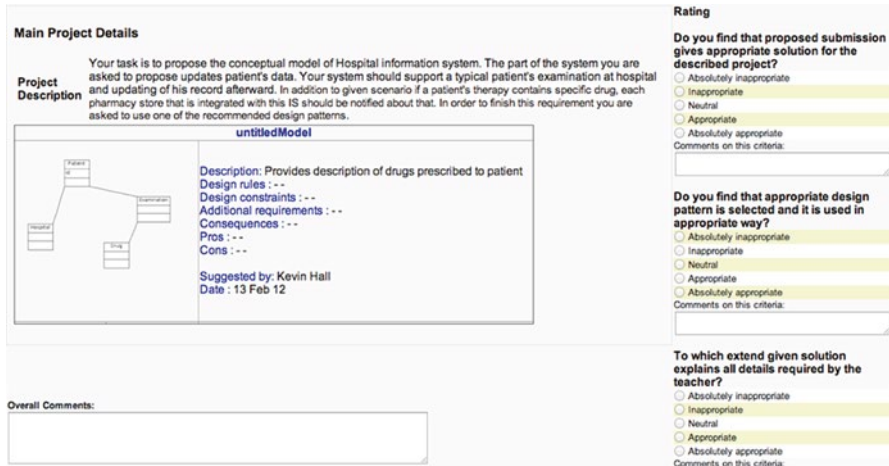 Main Project Details
Project Description
Your task is to propose the conceptual model of Hospital information system. The part of the system you are
asked to propose updates patient's data. Your system should support a typical patient's examination at hospital
and updating of his record afterward. In addition to given scenario if a patient's therapy contains specific drug, each
pharmacy store that is integrated with this IS should be notified about that. In order to finish this requirement you are
asked to use one of the recommended design patterns.
untitledModel
Patient
id
Examination
Hospital
Drug
Description: Provides description of drugs prescribed to patient
Design rules : - -
Design constraints : - -
Additional requirements : - -
Consequences : - -
Pros : - -
Cons : - -
Suggested by: Kevin Hall
Date : 13 Feb 12
Overall Comments:
Rating
Do you find that proposed submission
gives appropriate solution for the
described project?
Absolutely inappropriate
Inappropriate
Neutral
Appropriate
Absolutely appropriate
Comments on this criteria:
Do you find that appropriate design
pattern is selected and it is used in
appropriate way?
Absolutely inappropriate
Inappropriate
Neutral
Appropriate
Absolutely appropriate
Comments on this criteria:
To which extend given solution
explains all details required by the
teacher?
Absolutely inappropriate
Inappropriate
Neutral
Appropriate
Absolutely appropriate
Comments on this criteria: